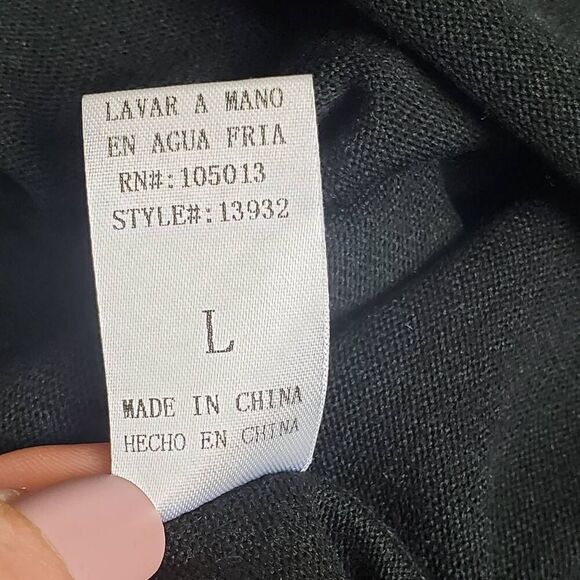 LAVAR A MANO
EN AGUA FRIA
RN#:105013
STYLE#:13932
L
MADE IN CHINA
HECHO EN CHINA